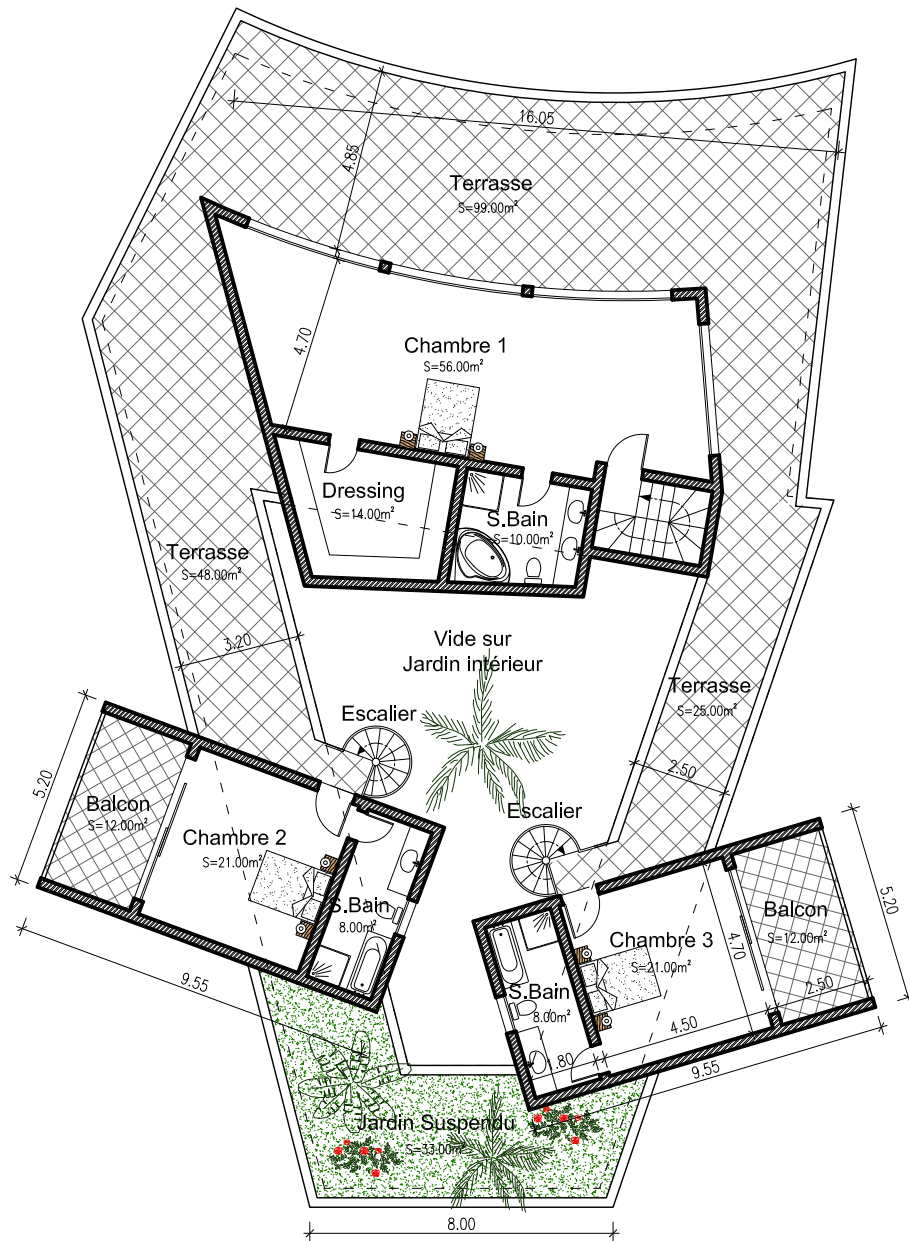 16.05
4.85
Terrasse
S=99.00m²
4.70
Chambre 1
S=56.00m²
Dressing
S=14.00m²
S.Bain
S=10.00m²
Terrasse
S=48.00m²
3.20
Vide sur
Jardin intérieur
Terrasse
S=25.00m²
2.50
Escalier
5.20
Balcon
S=12.00m²
Chambre 2
S=21.00m²
S.Bain
8.00m²
9.55
Escalier
Chambre 3
S=21.00m²
4.70
Balcon
S=12.00m²
5.20
S.Bain
8.00m²
1.80
4.50
2.50
9.55
Jardin Suspendu
S=33.00m²
8.00